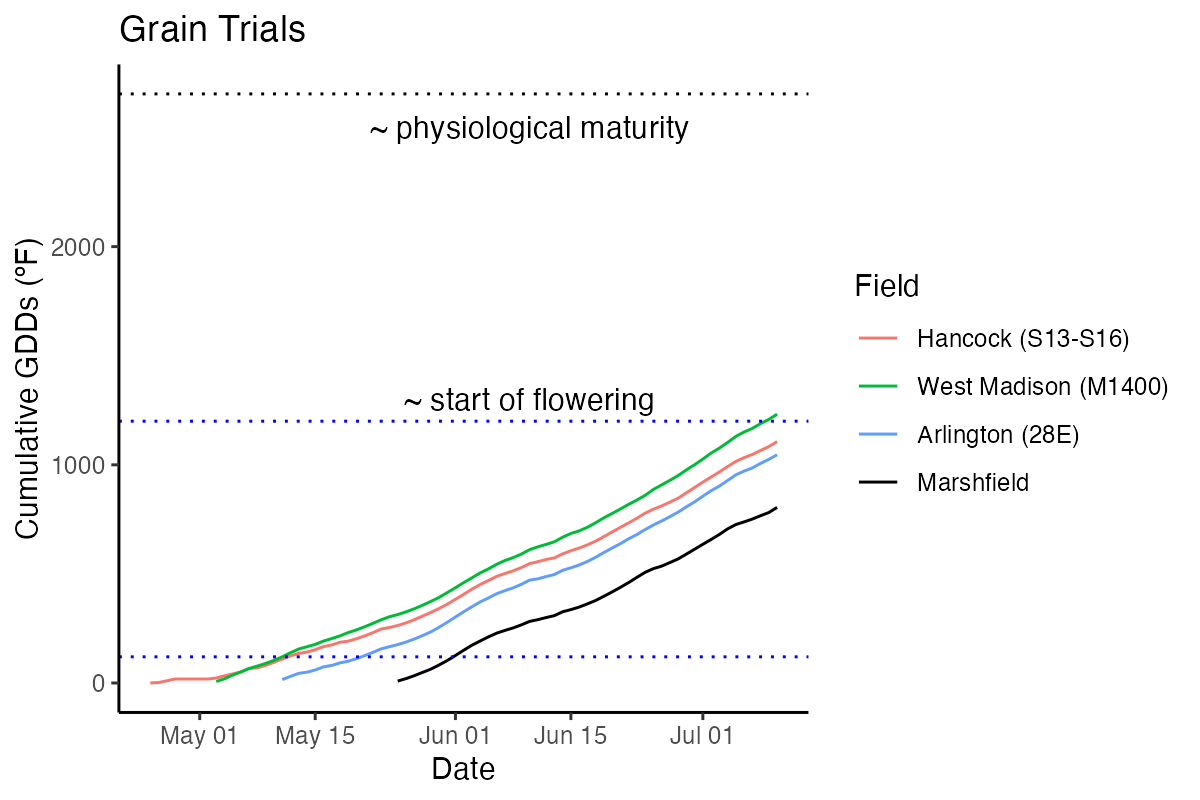 Grain Trials
~ physiological maturity
2000
~ start of flowering
1000
0
Cumulative GDDs (°F)
May 01
May 15
Jun 01
Jun 15
Jul 01
Date
Field
Hancock (S13-S16)
West Madison (M1400)
Arlington (28E)
Marshfield